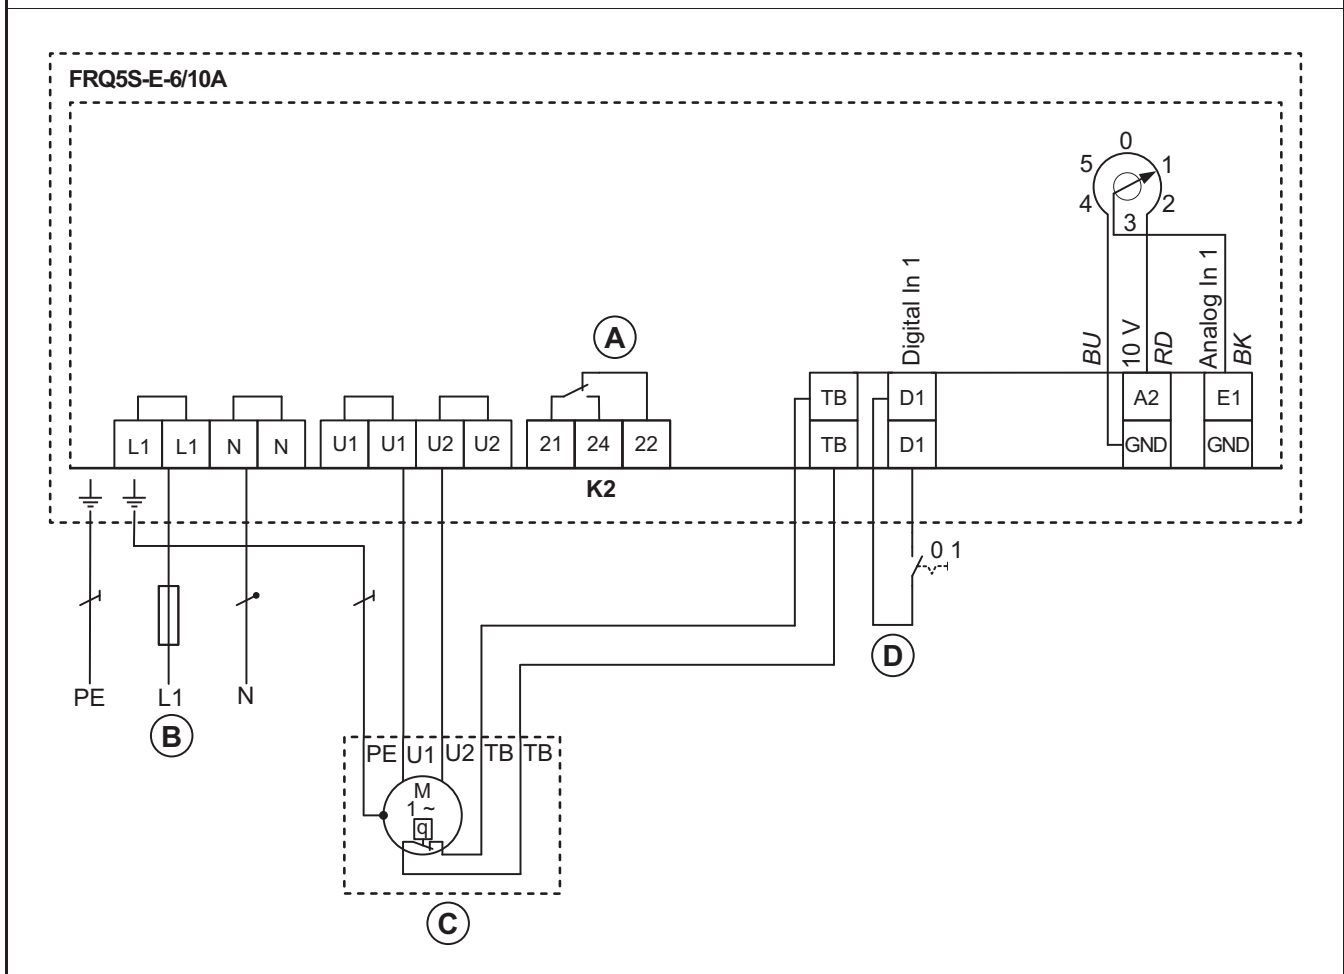 FRQ5S-E-6/10A
0
5 1
4 2
3
Digital In 1
BU
10 V
RD
Analog In 1
BK
A
TB D1 A2 E1
L1 L1 N N U1 U1 U2 U2 21 24 22 TB D1 GND GND
K2
0 1
D
PE L1 N
B
PE U1 U2 TB TB
M
1 ~
q
C